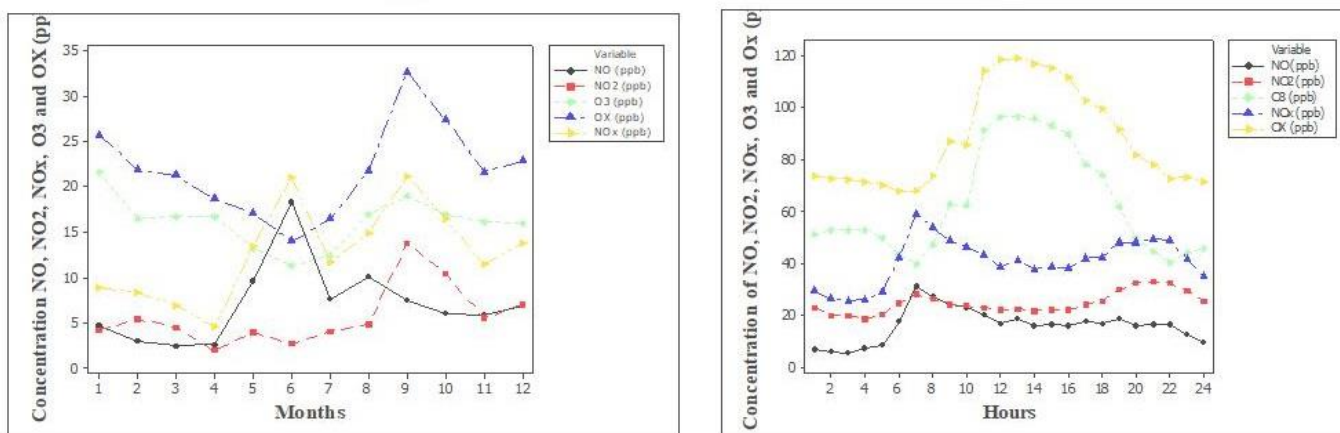 Concentration NO, NO2, NOx, O3 and OX (pp
35
30
25
20
15
10
5
0
1 2 3 4 5 6 7 8 9 10 11 12
Months
Variable
NO (ppb)
NO2 (ppb)
O3 (ppb)
OX (ppb)
NOx (ppb)
Concentration of NO, NO2, NOx, O3 and Ox (p
120
100
80
60
40
20
0
2 4 6 8 10 12 14 16 18 20 22 24
Hours
Variable
NO(ppb)
NO2(ppb)
O3 (ppb)
NOx (ppb)
OX (ppb)